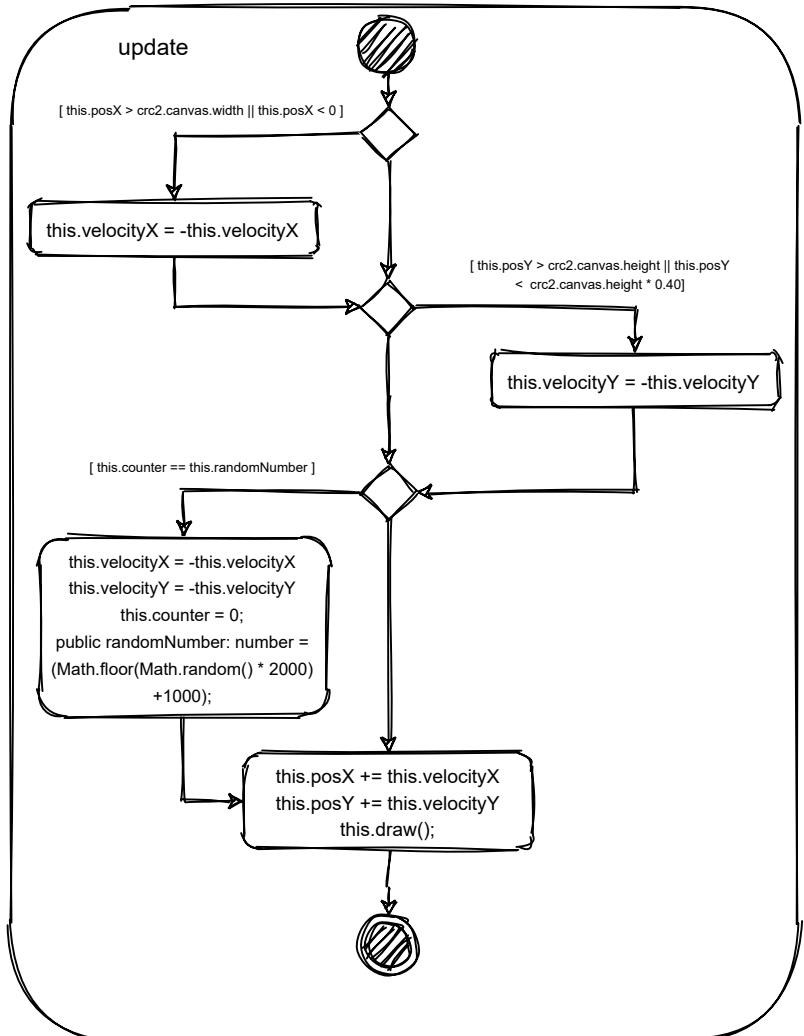 update
[ this.posX > crc2.canvas.width || this.posX < 0 ]
this.velocityX = -this.velocityX
[ this.posY > crc2.canvas.height || this.posY
< crc2.canvas.height * 0.40]
this.velocityY = -this.velocityY
[ this.counter == this.randomNumber ]
this.velocityX = -this.velocityX
this.velocityY = -this.velocityY
this.counter = 0;
public randomNumber: number =
(Math.floor(Math.random() * 2000)
+1000);
this.posX += this.velocityX
this.posY += this.velocityY
this.draw();